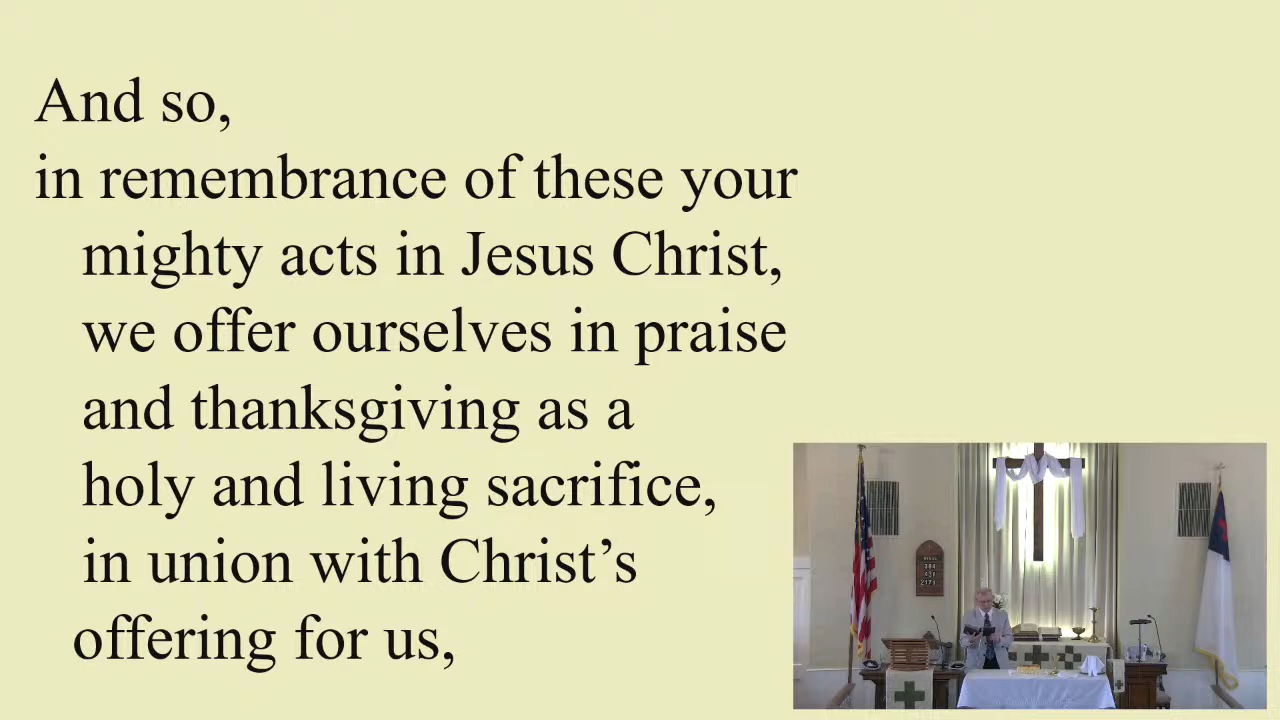 And so,
in remembrance of these your
mighty acts in Jesus Christ,
we offer ourselves in praise
and thanksgiving as a
holy and living sacrifice,
in union with Christ’s
offering for us,